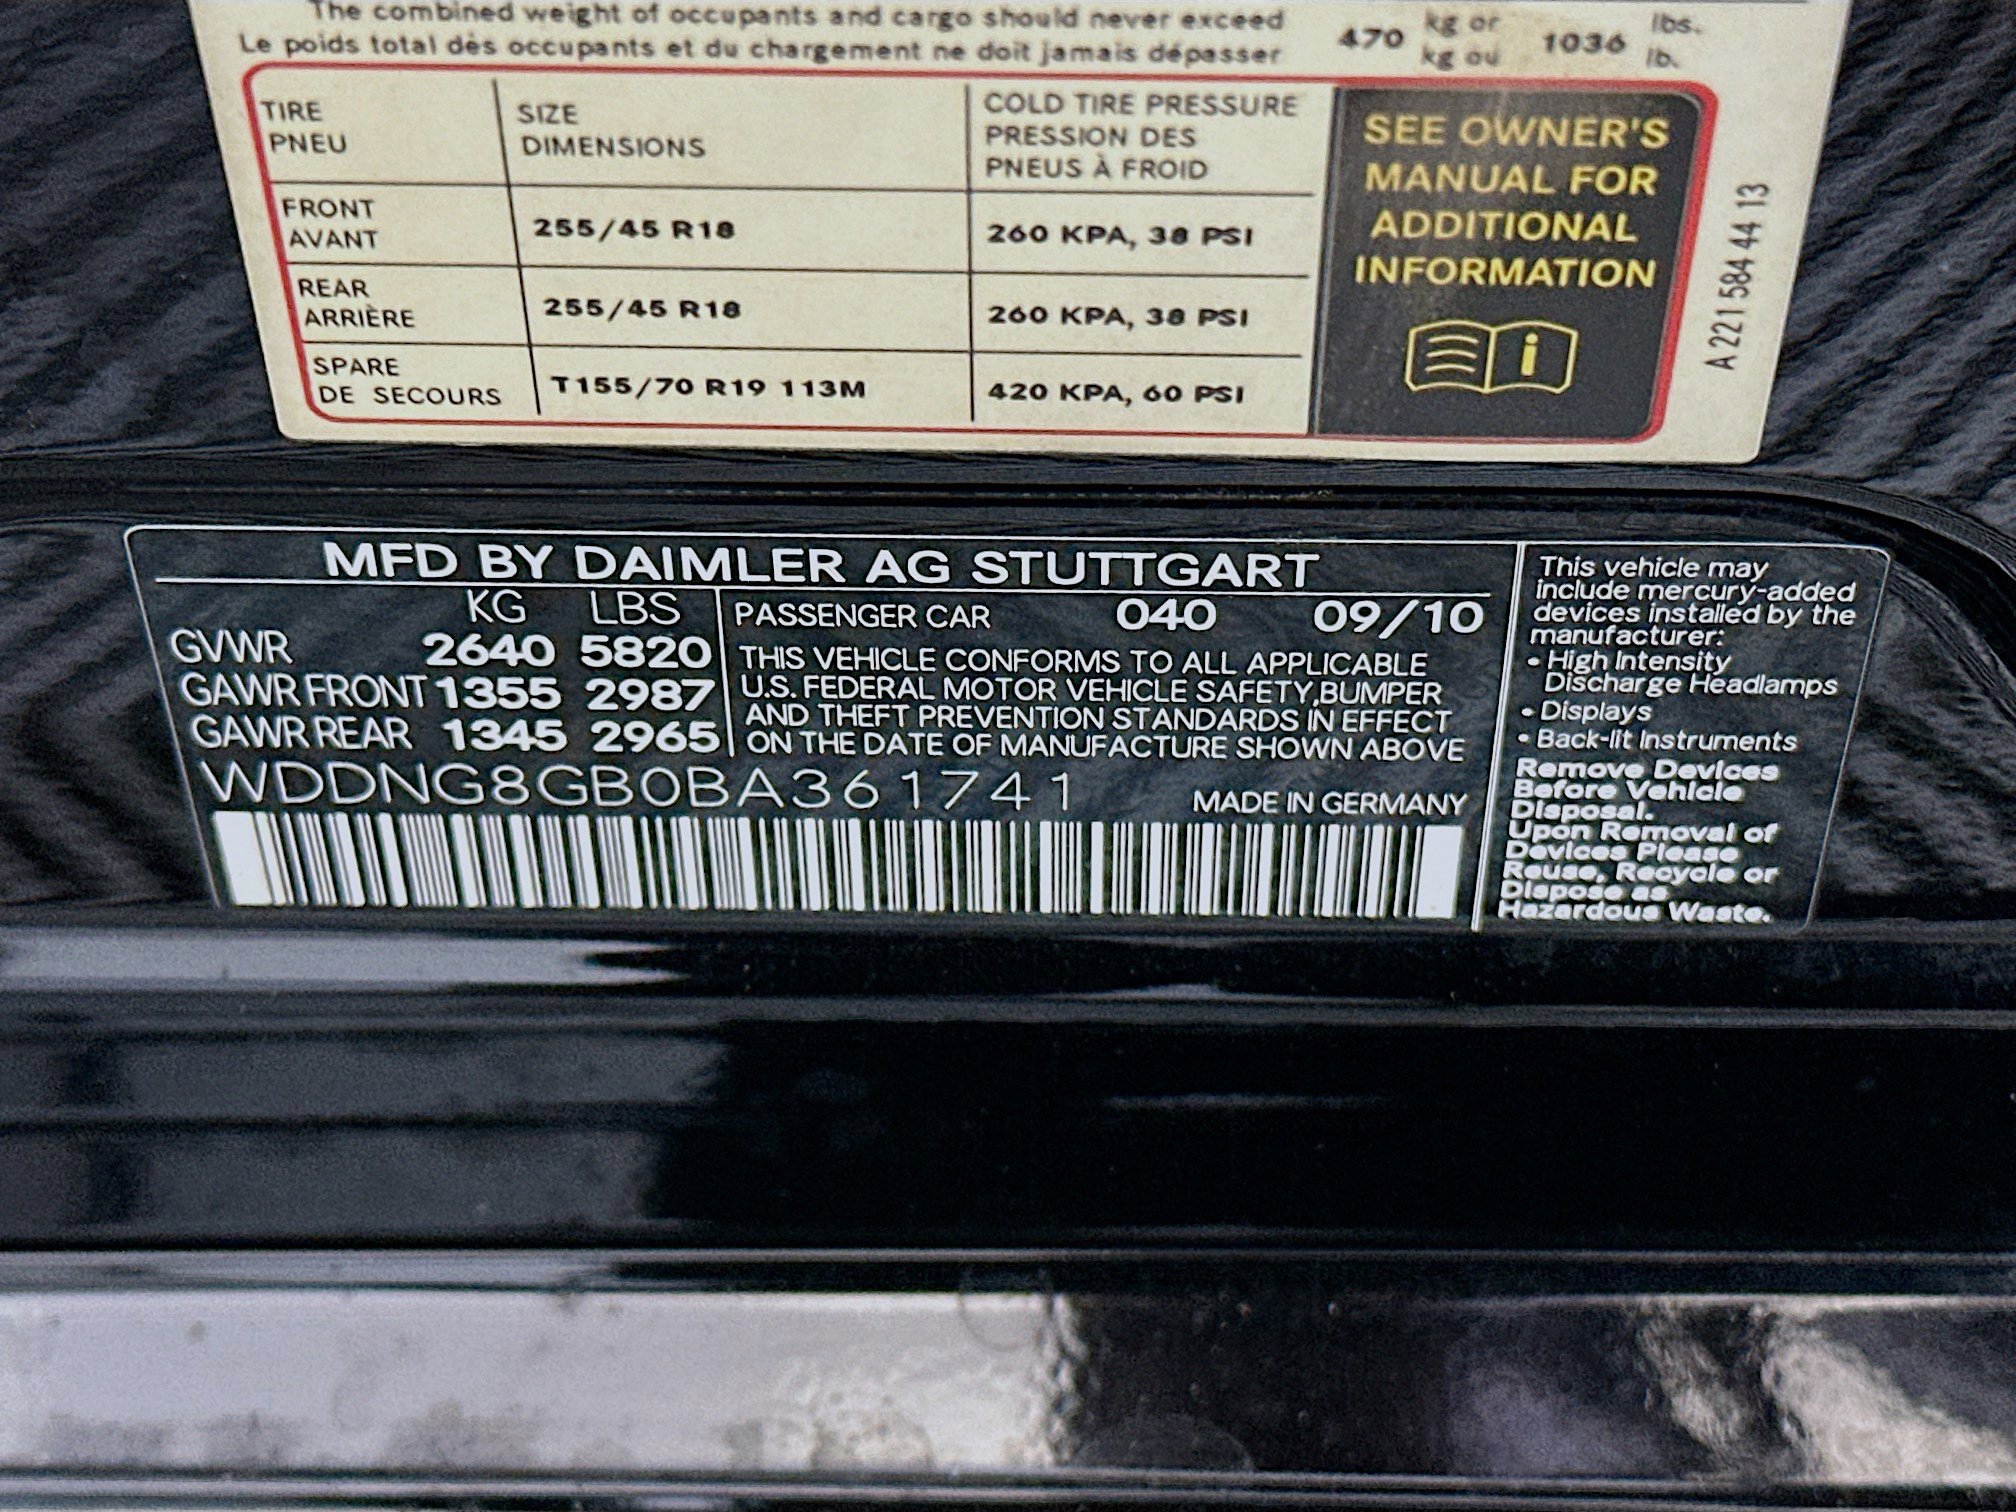 The combined weight of occupants and cargo should never exceed 470 kg or 1036 lbs.
Le poids total des occupants et du chargement ne doit jamais dépasser kg ou lb.
TIRE SIZE COLD TIRE PRESSURE
PNEU DIMENSIONS PRESSION DES
PNEUS À FROID
FRONT
AVANT 255/45 R18 260 KPA, 38 PSI
REAR
ARRIÈRE 255/45 R18 260 KPA, 38 PSI
SPARE
DE SECOURS T155/70 R19 113M 420 KPA, 60 PSI
SEE OWNER'S
MANUAL FOR
ADDITIONAL
INFORMATION
i
A 221 584 44 13
MFD BY DAIMLER AG STUTTGART
KG LBS
GVWR 2640 5820
GAWR FRONT 1355 2987
GAWR REAR 1345 2965
PASSENGER CAR 040 09/10
THIS VEHICLE CONFORMS TO ALL APPLICABLE
U.S. FEDERAL MOTOR VEHICLE SAFETY,BUMPER
AND THEFT PREVENTION STANDARDS IN EFFECT
ON THE DATE OF MANUFACTURE SHOWN ABOVE
WDDNG8GB0BA361741
MADE IN GERMANY
This vehicle may
include mercury-added
devices installed by the
manufacturer:
• High Intensity
Discharge Headlamps
• Displays
• Back-lit Instruments
Remove Devices
Before Vehicle
Disposal.
Upon Removal of
Devices Please
Reuse, Recycle or
Dispose as
Hazardous Waste.